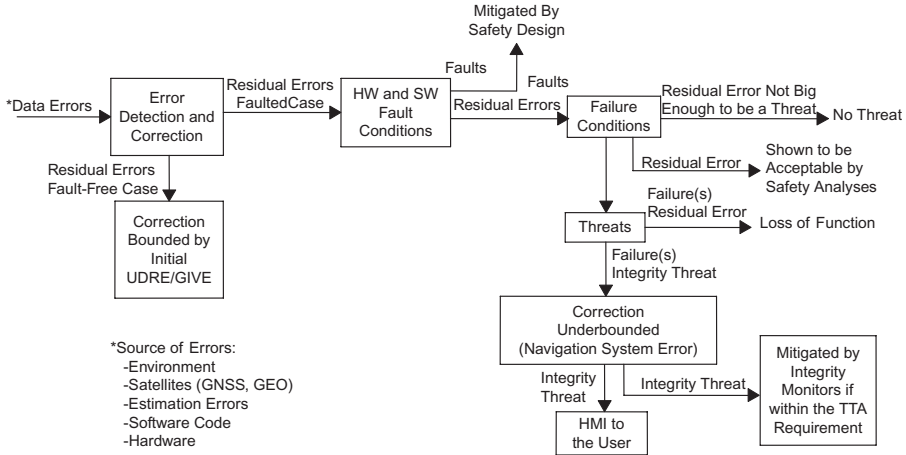 Mitigated By
Safety Design
Faults
Faults
*Data Errors
Error
Detection and
Correction
Residual Errors
FaultedCase
HW and SW
Fault
Conditions
Residual Errors
Failure
Conditions
Residual Error Not Big
Enough to be a Threat
No Threat
Residual Error
Shown to be
Acceptable by
Safety Analyses
Residual Errors
Fault-Free Case
Correction
Bounded by
Initial
UDRE/GIVE
Failure(s)
Residual Error
Threats
Loss of Function
Failure(s)
Integrity Threat
Correction
Underbounded
(Navigation System Error)
Integrity
Threat
Integrity Threat
Mitigated by
Integrity
Monitors if
within the TTA
Requirement
HMI to
the User
*Source of Errors:
-Environment
-Satellites (GNSS, GEO)
-Estimation Errors
-Software Code
-Hardware